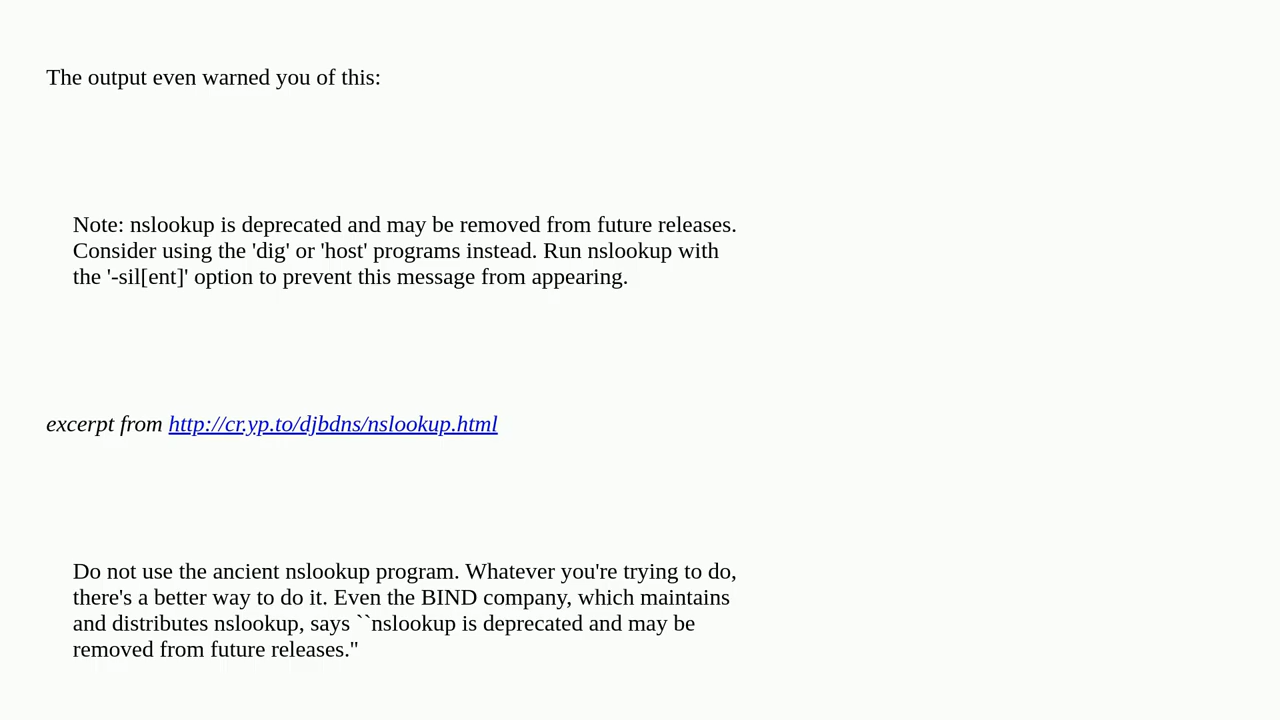 The output even warned you of this:
Note: nslookup is deprecated and may be removed from future releases.
Consider using the 'dig' or 'host' programs instead. Run nslookup with
the '-sil[ent]' option to prevent this message from appearing.
excerpt from http://cr.yp.to/djbdns/nslookup.html
Do not use the ancient nslookup program. Whatever you're trying to do,
there's a better way to do it. Even the BIND company, which maintains
and distributes nslookup, says ``nslookup is deprecated and may be
removed from future releases."